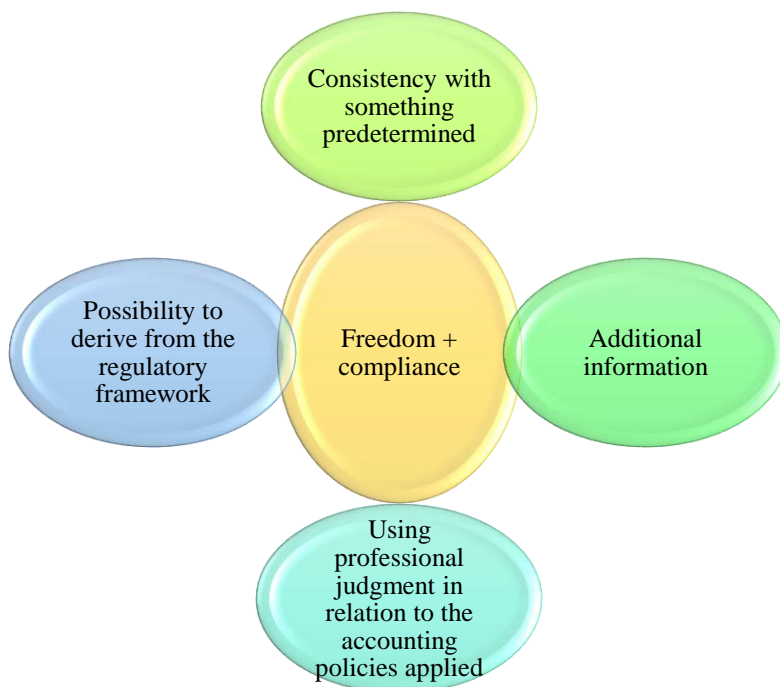 Consistency with
something
predetermined
Possibility to
derive from the
regulatory
framework
Freedom +
compliance
Additional
information
Using
professional
judgment in
relation to the
accounting
policies applied